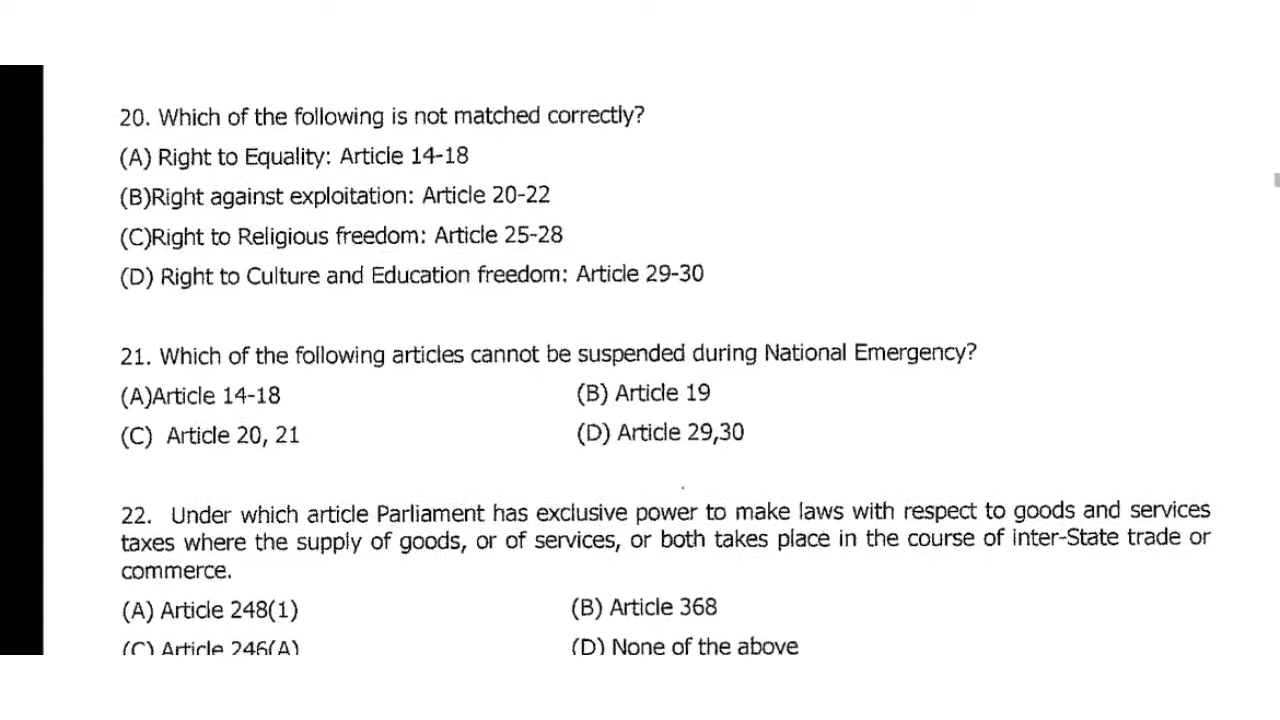 20. Which of the following is not matched correctly?
(A) Right to Equality: Article 14-18
(B)Right against exploitation: Article 20-22
(C)Right to Religious freedom: Article 25-28
(D) Right to Culture and Education freedom: Article 29-30
21. Which of the following articles cannot be suspended during National Emergency?
(A)Article 14-18 (B) Article 19
(C) Article 20, 21 (D) Article 29,30
22. Under which article Parliament has exclusive power to make laws with respect to goods and services
taxes where the supply of goods, or of services, or both takes place in the course of inter-State trade or
commerce.
(A) Article 248(1) (B) Article 368
(C) Article 246(A) (D) None of the above